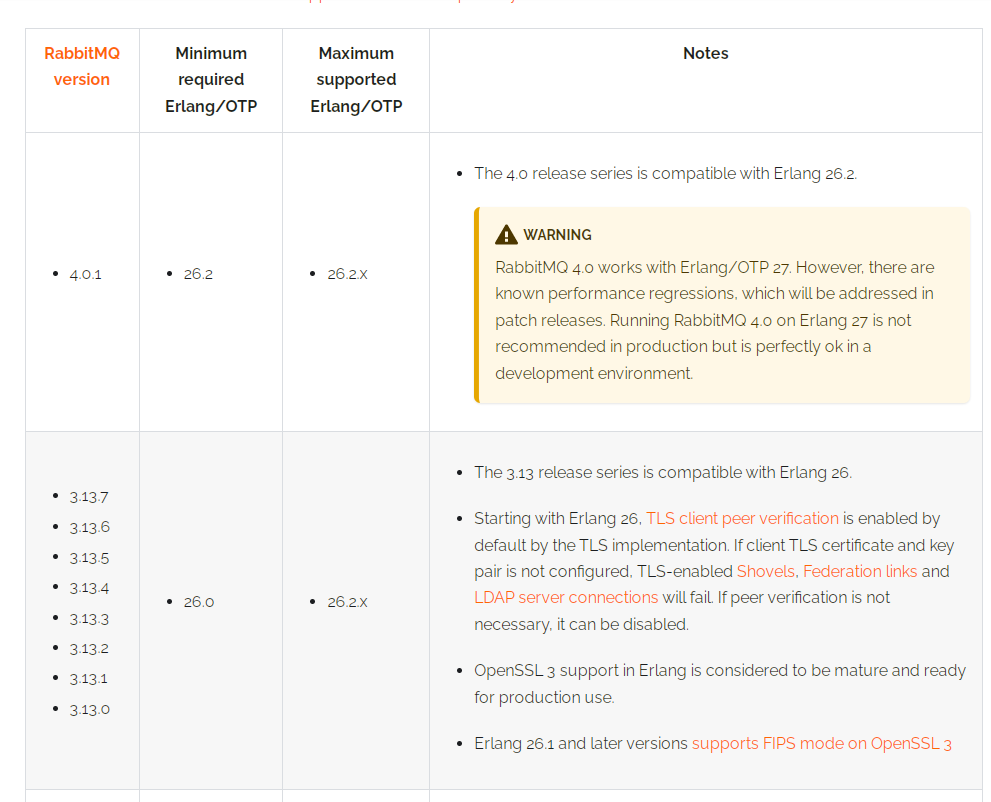 RabbitMQ
version
Minimum
required
Erlang/OTP
Maximum
supported
Erlang/OTP
Notes
4.0.1
26.2
26.2.x
The 4.0 release series is compatible with Erlang 26.2.
WARNING
RabbitMQ 4.0 works with Erlang/OTP 27. However, there are
known performance regressions, which will be addressed in
patch releases. Running RabbitMQ 4.0 on Erlang 27 is not
recommended in production but is perfectly ok in a
development environment.
3.13.7
3.13.6
3.13.5
3.13.4
3.13.3
3.13.2
3.13.1
3.13.0
26.0
26.2.x
The 3.13 release series is compatible with Erlang 26.
Starting with Erlang 26, TLS client peer verification is enabled by
default by the TLS implementation. If client TLS certificate and key
pair is not configured, TLS-enabled Shovels, Federation links and
LDAP server connections will fail. If peer verification is not
necessary, it can be disabled.
OpenSSL 3 support in Erlang is considered to be mature and ready
for production use.
Erlang 26.1 and later versions supports FIPS mode on OpenSSL 3